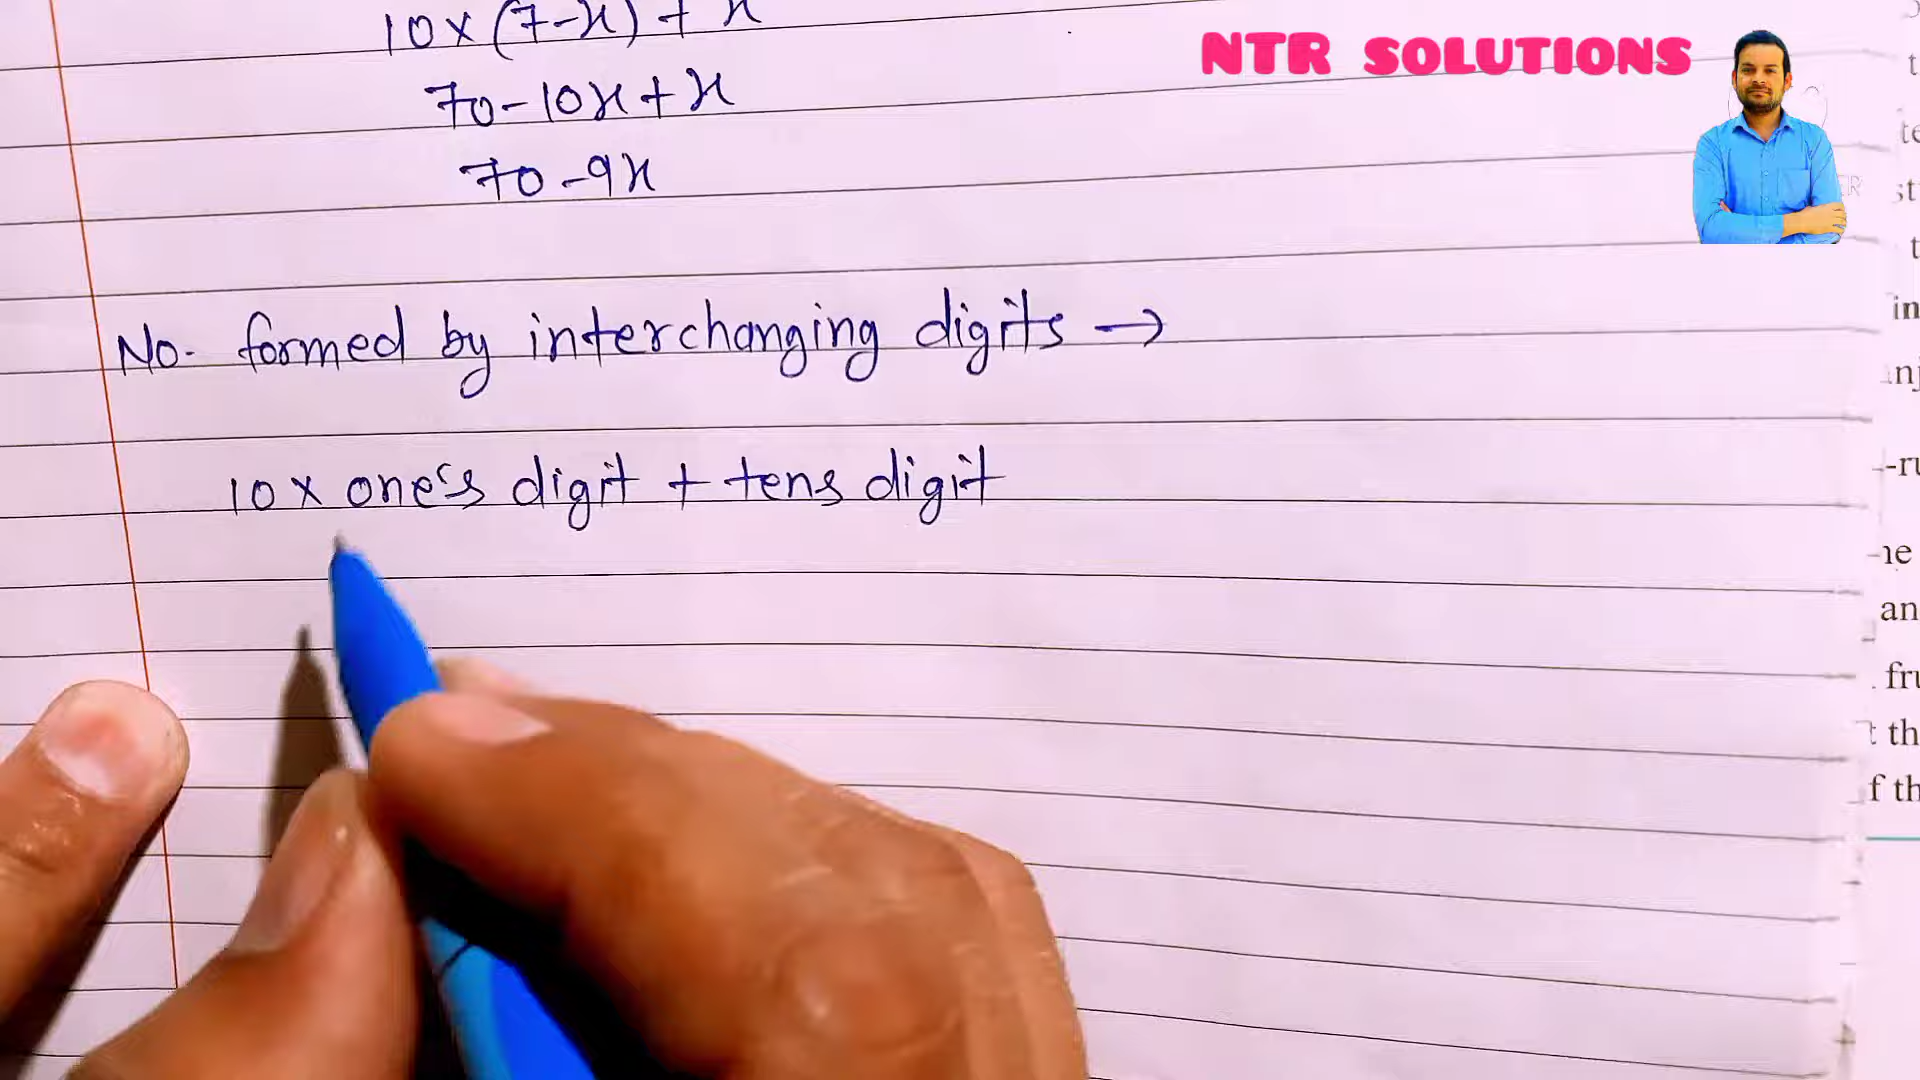 10 x (7-x) + x
NTR SOLUTIONS
70 - 10x + x
70 - 9x
No. formed by interchanging digits →
10 x one's digit + tens digit